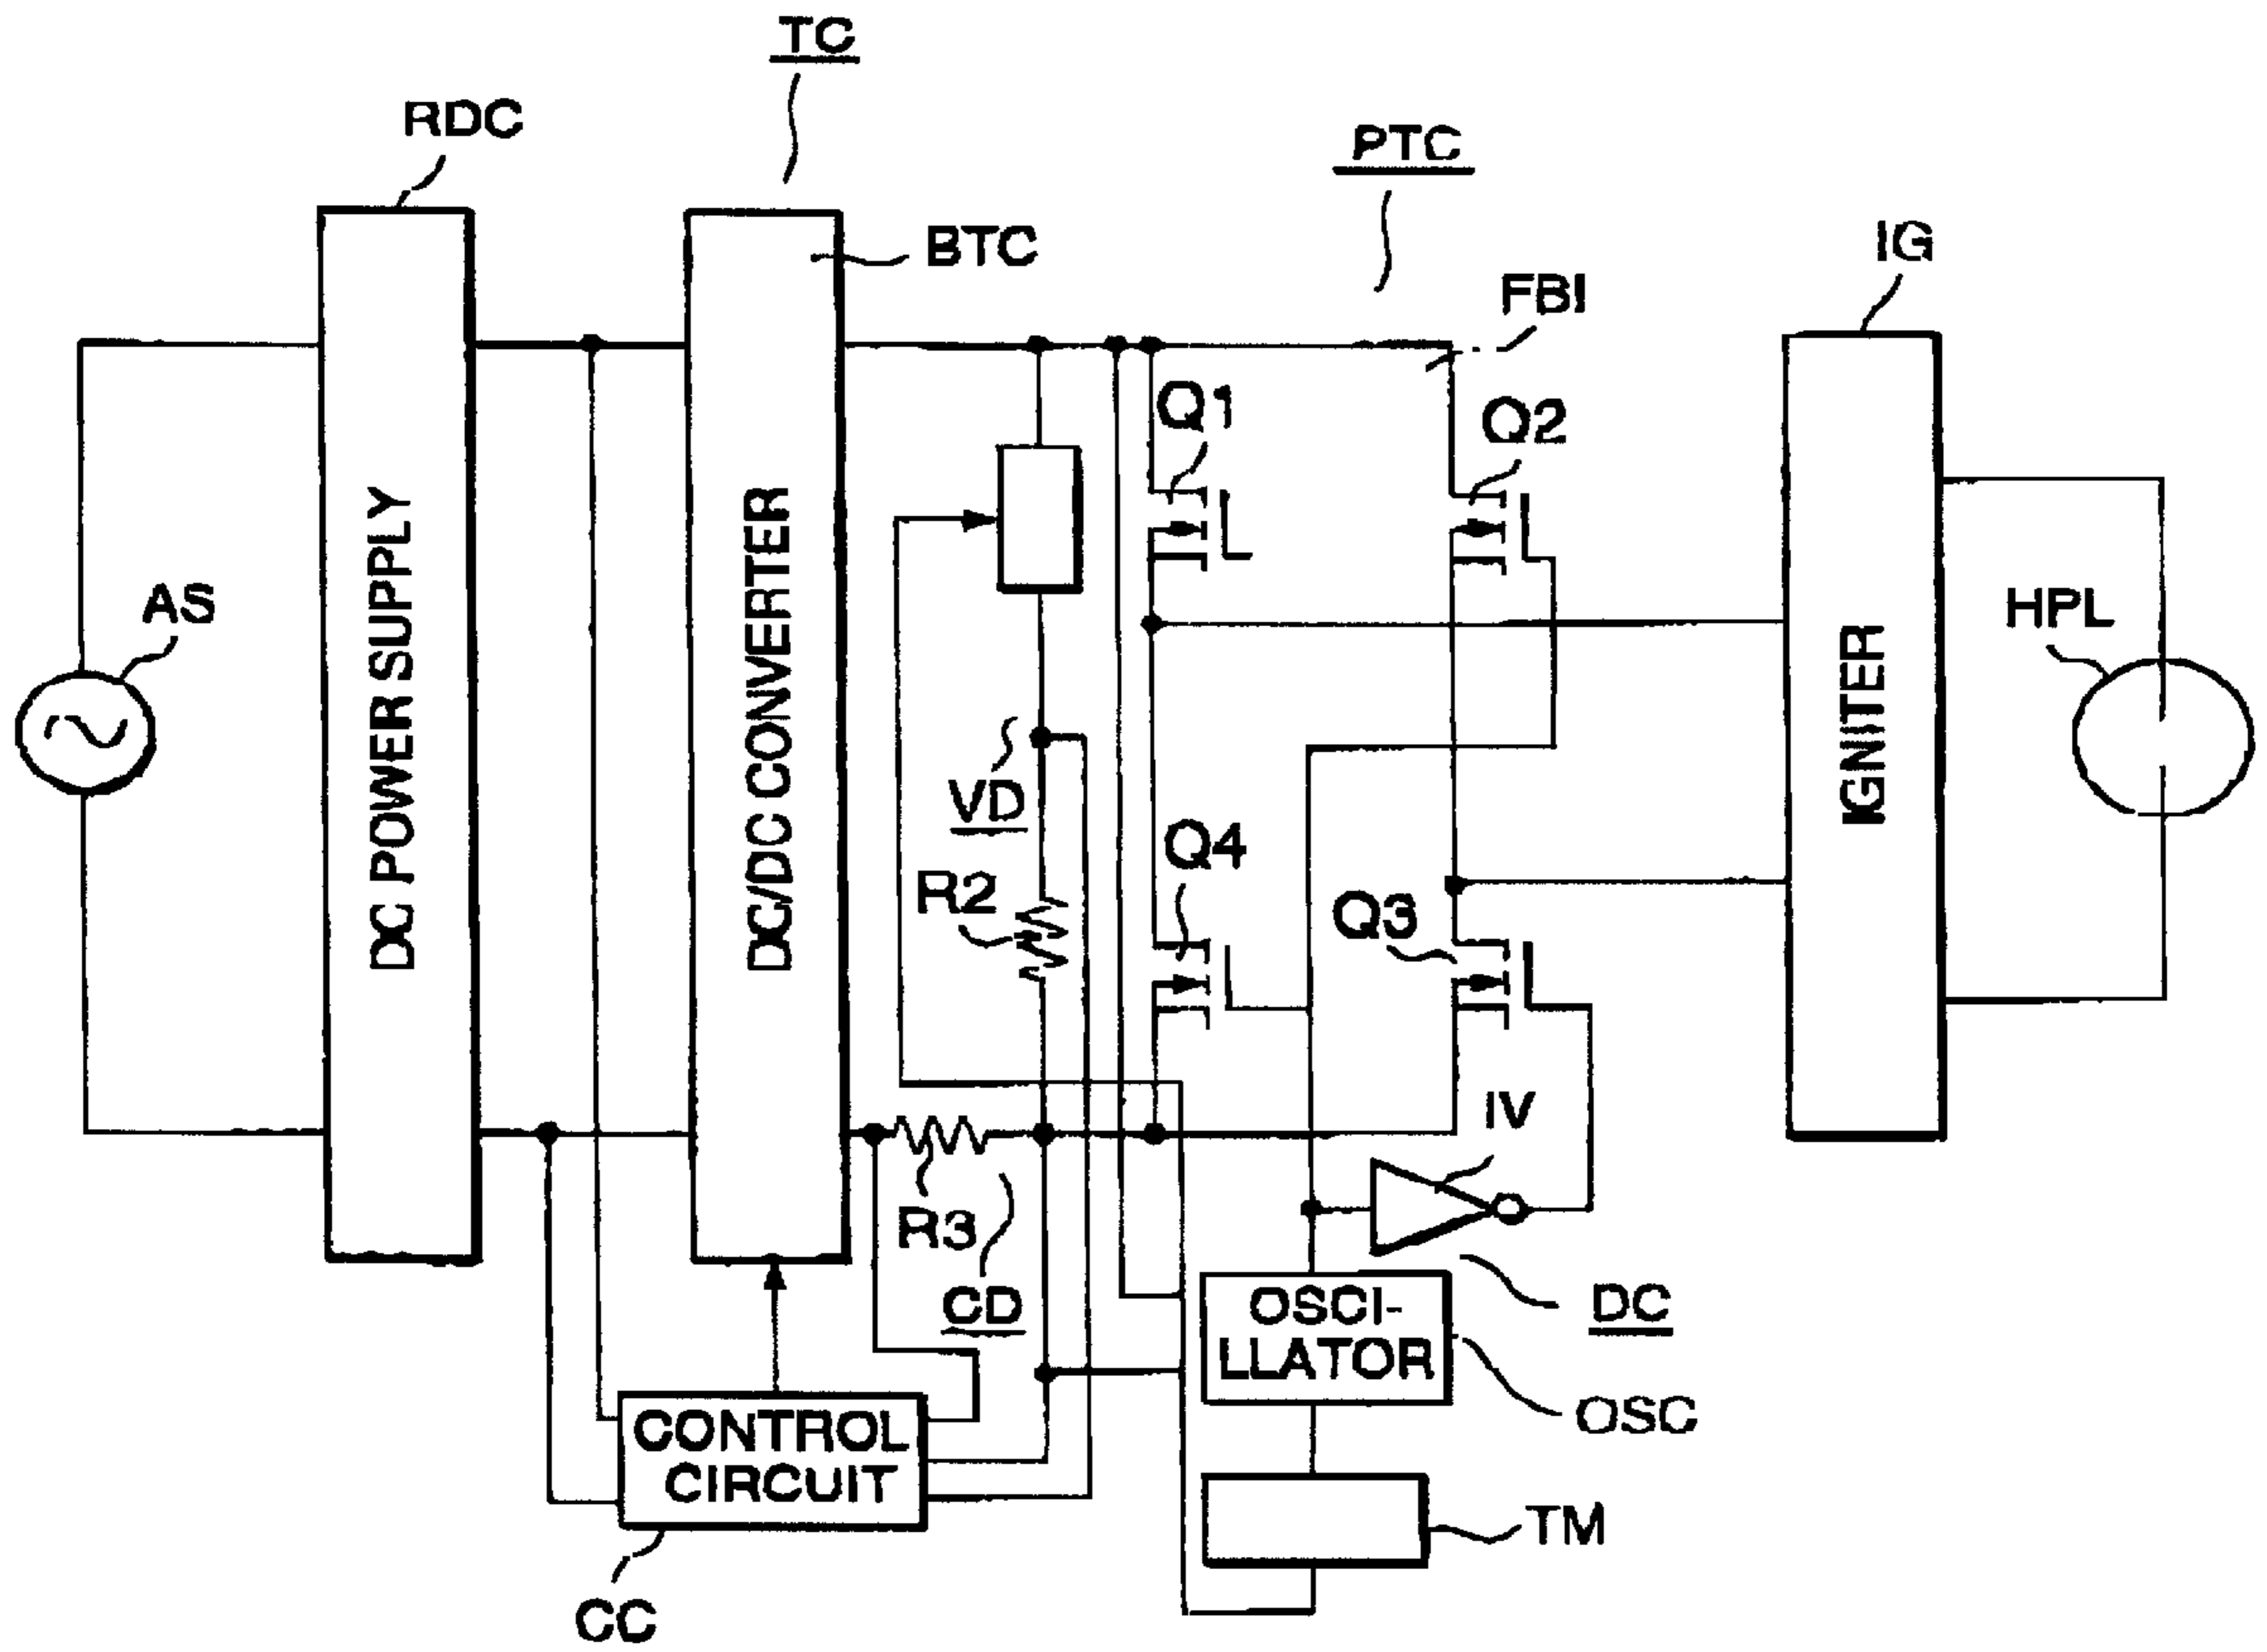 TC
RDC
PTC
BTC
IG
FBI
Q1
Q2
AS
HPL
DC POWER SUPPLY
DC/DC CONVERTER
IGNITER
VD
Q4
R2
Q3
IV
R3
CD
DC
OSCI-
LLATOR
OSC
CONTROL
CIRCUIT
TM
CC